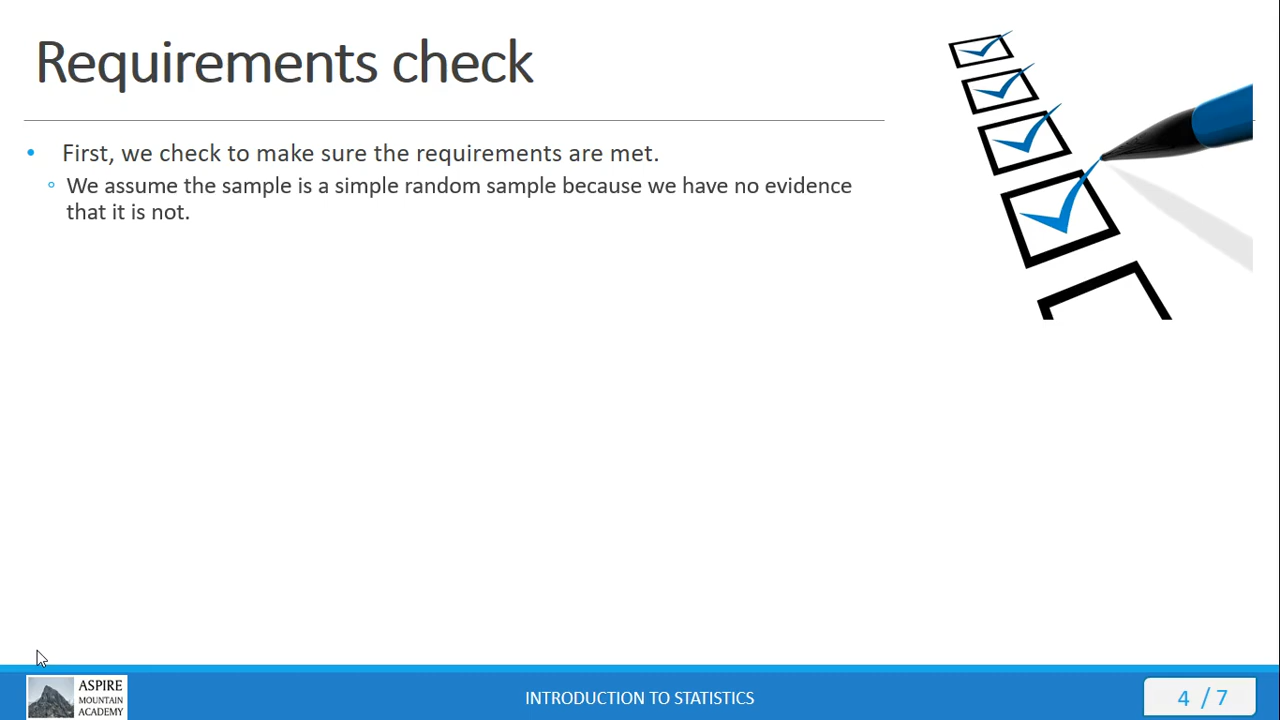 Requirements check
• First, we check to make sure the requirements are met.
◦ We assume the sample is a simple random sample because we have no evidence
that it is not.
ASPIRE
MOUNTAIN
ACADEMY
INTRODUCTION TO STATISTICS
4 / 7